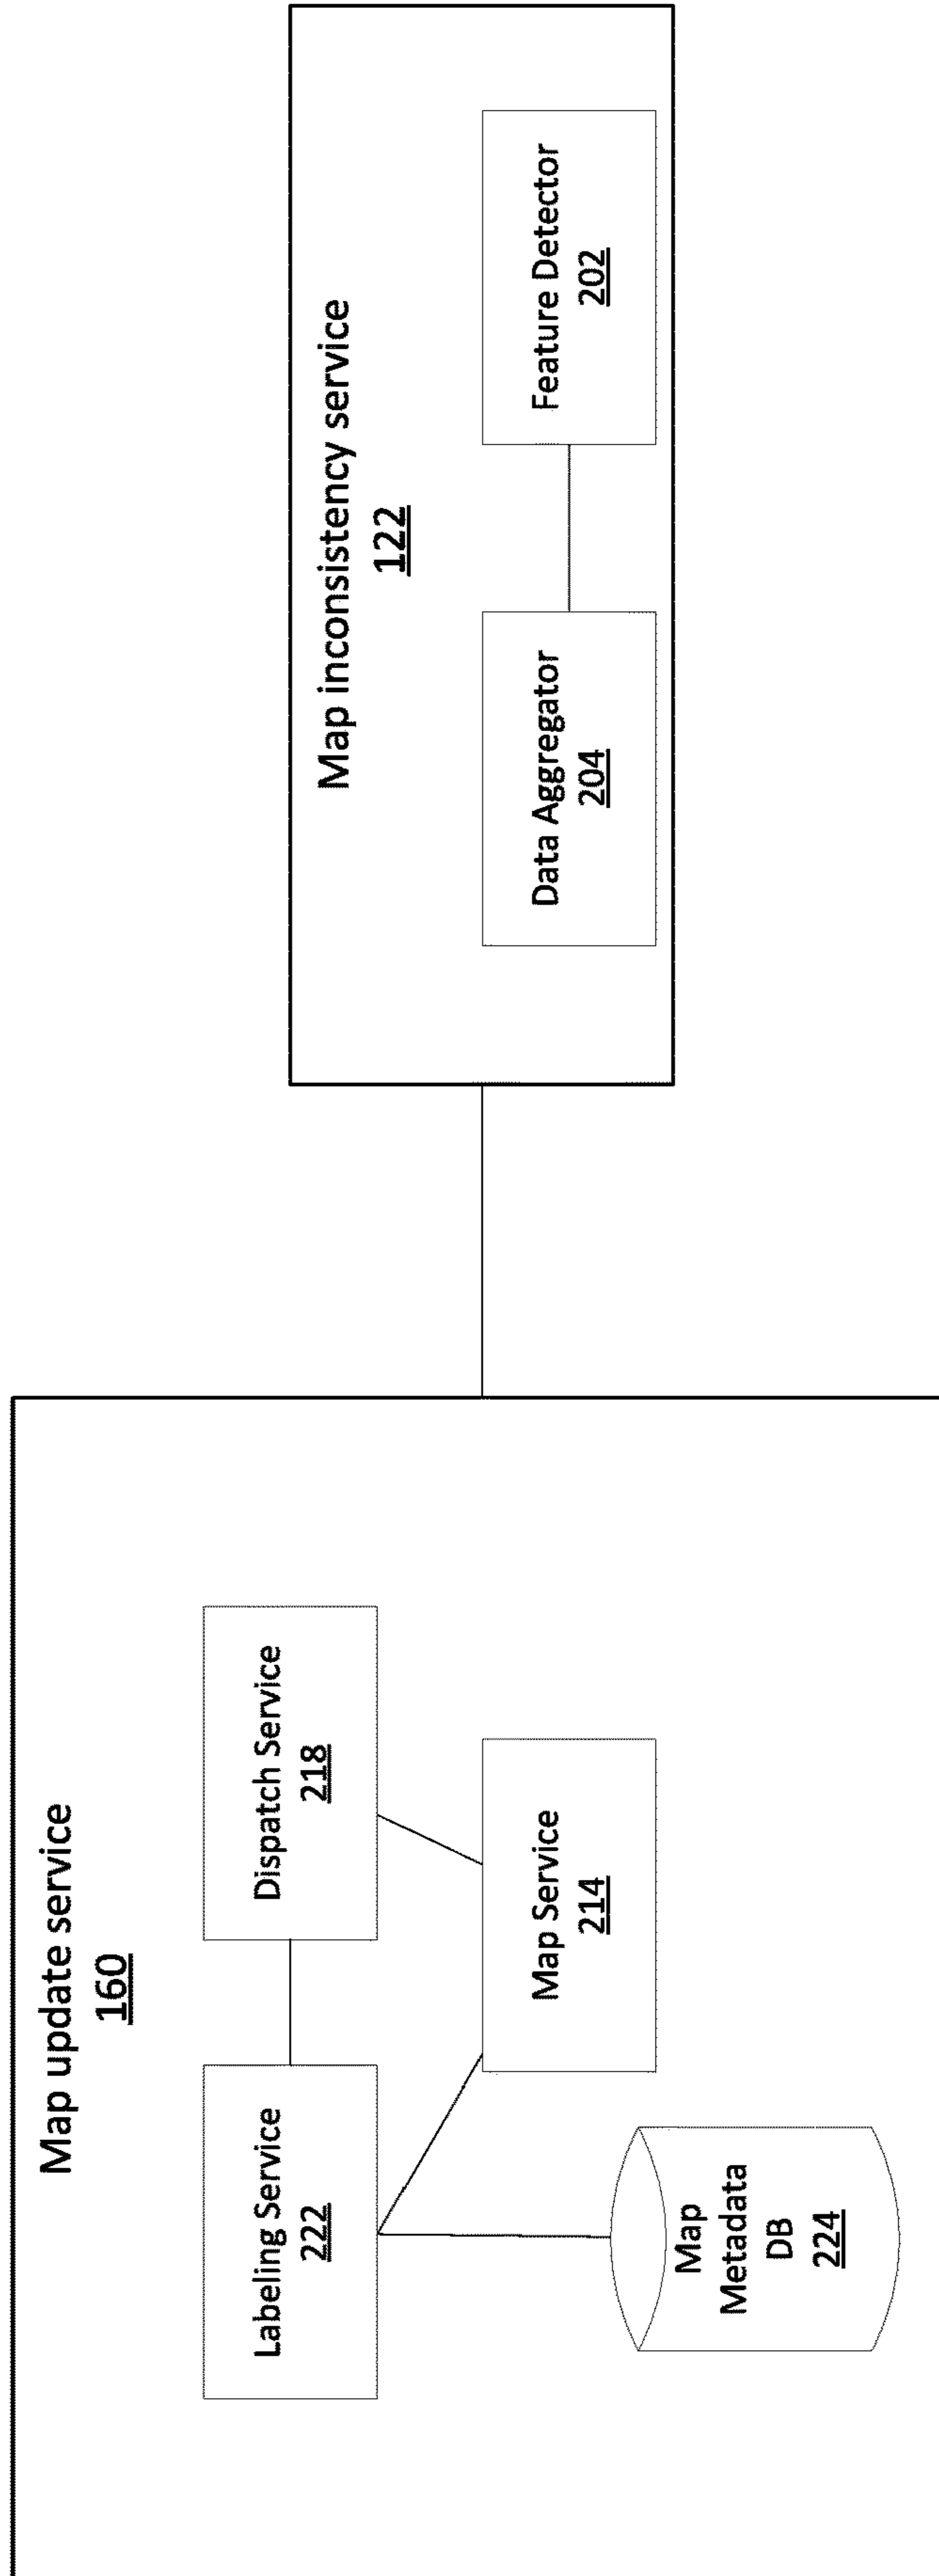 Map update service
160
Labeling Service
222
Dispatch Service
218
Map Service
214
Map
Metadata
DB
224
Map inconsistency service
122
Data Aggregator
204
Feature Detector
202